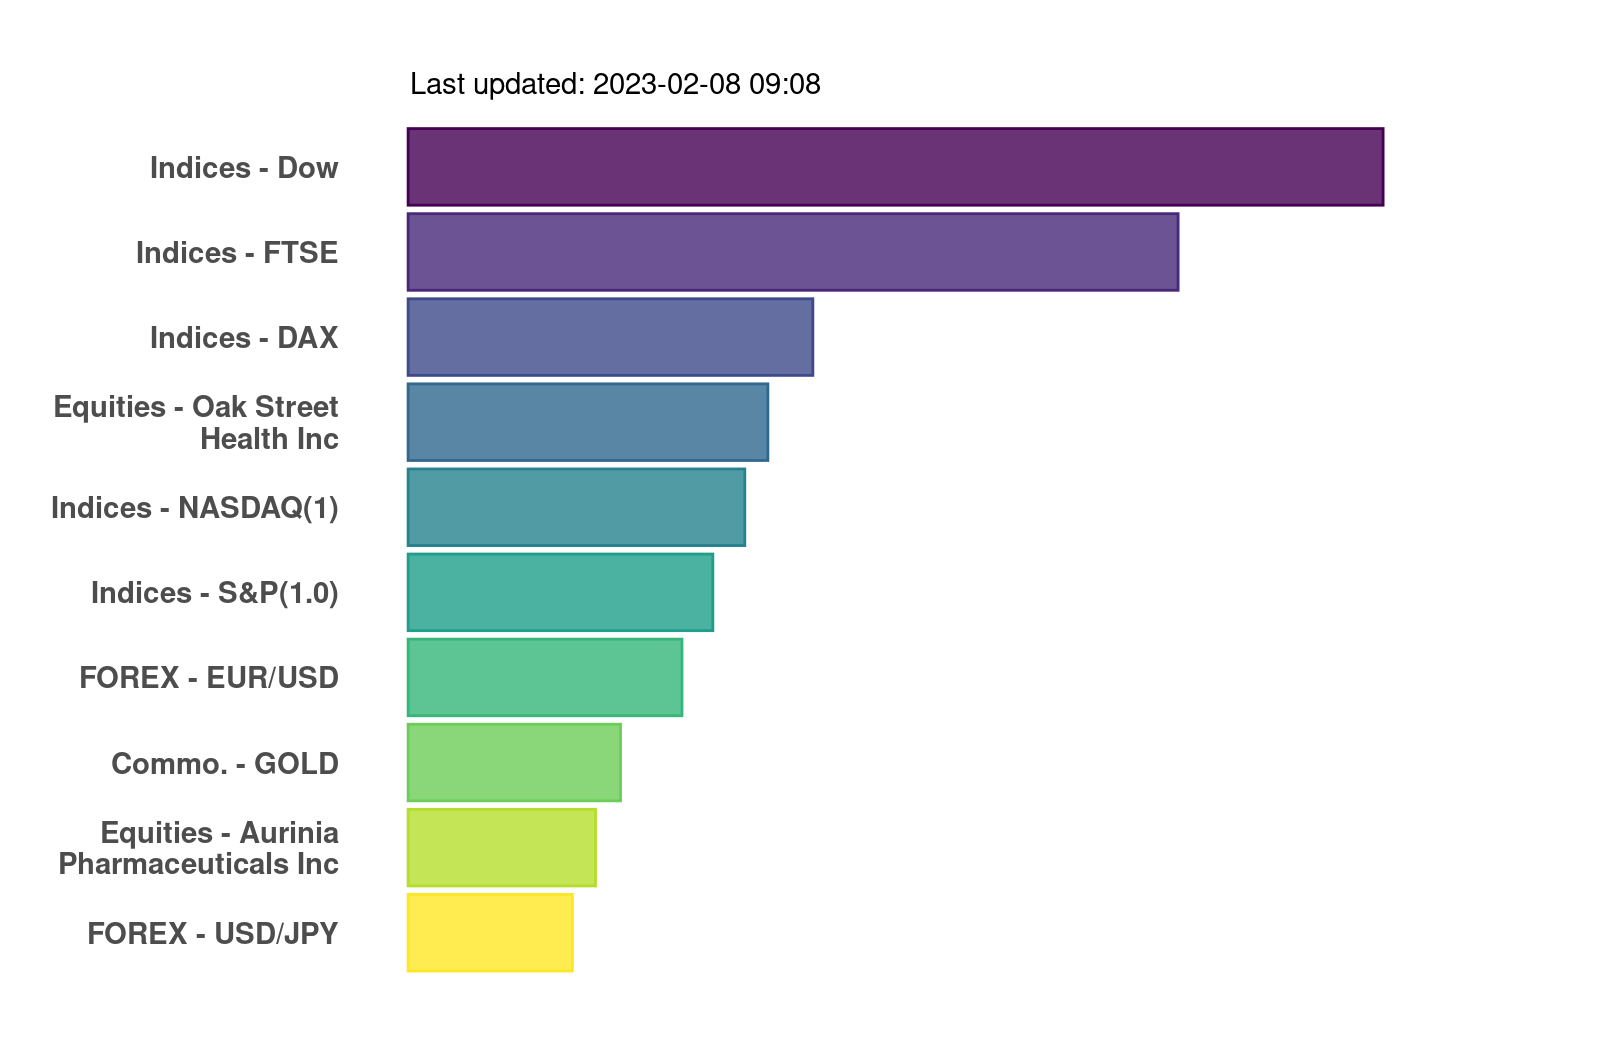 Last updated: 2023-02-08 09:08
Indices - Dow
Indices - FTSE
Indices - DAX
Equities - Oak Street
Health Inc
Indices - NASDAQ(1)
Indices - S&P(1.0)
FOREX - EUR/USD
Commo. - GOLD
Equities - Aurinia
Pharmaceuticals Inc
FOREX - USD/JPY